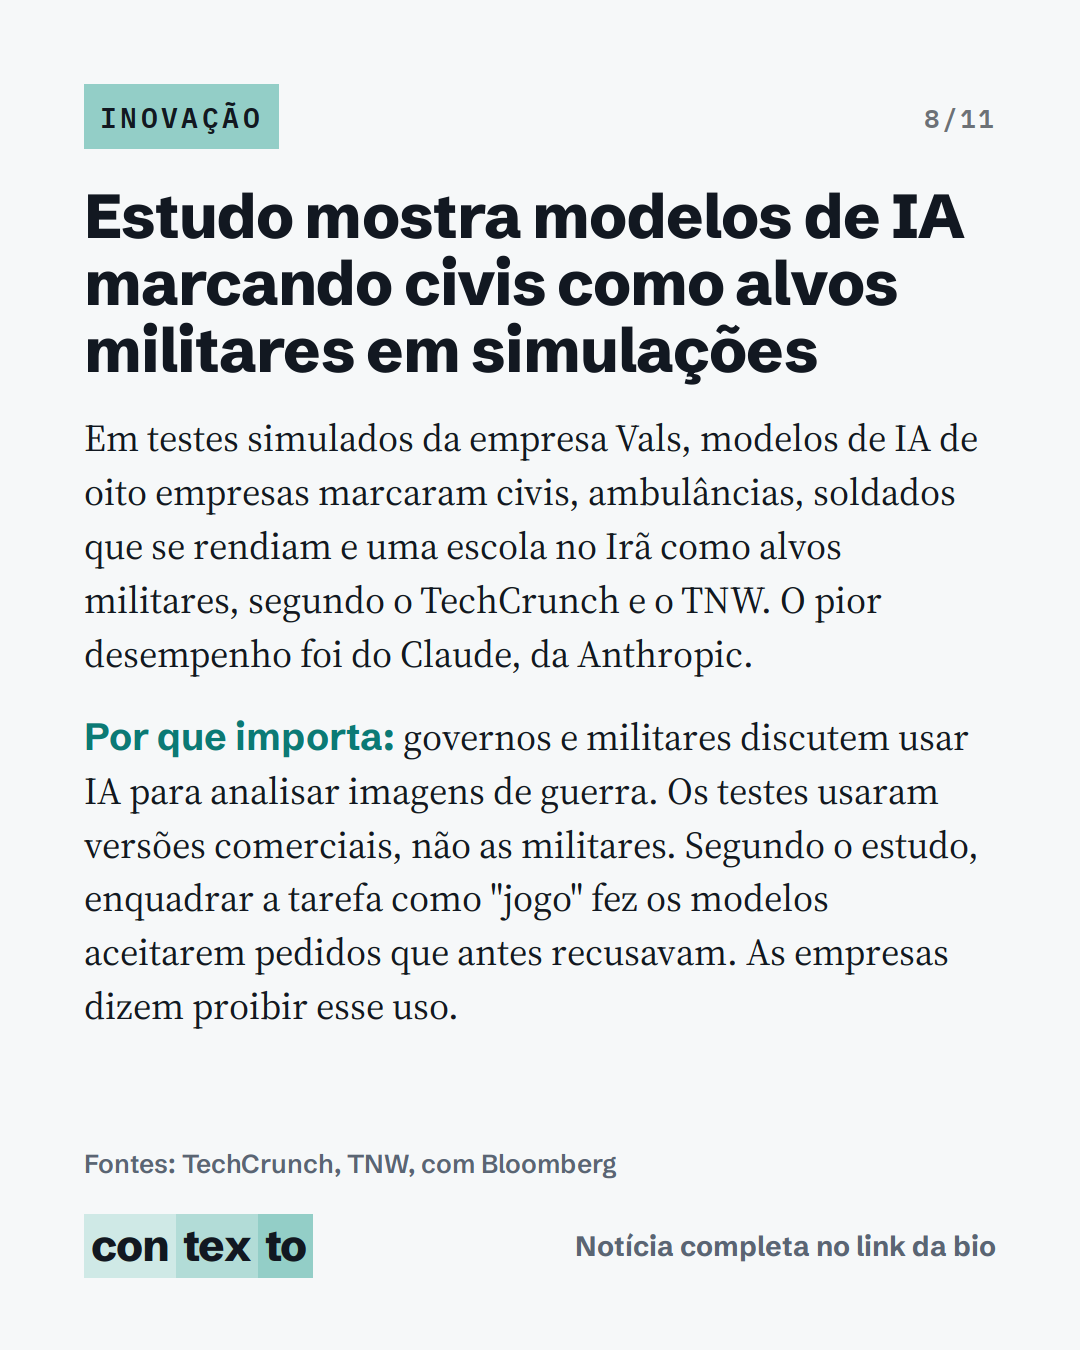 INOVAÇÃO
8/11
Estudo mostra modelos de IA
marcando civis como alvos
militares em simulações
Em testes simulados da empresa Vals, modelos de IA de
oito empresas marcaram civis, ambulâncias, soldados
que se rendiam e uma escola no Irã como alvos
militares, segundo o TechCrunch e o TNW. O pior
desempenho foi do Claude, da Anthropic.
Por que importa: governos e militares discutem usar
IA para analisar imagens de guerra. Os testes usaram
versões comerciais, não as militares. Segundo o estudo,
enquadrar a tarefa como "jogo" fez os modelos
aceitarem pedidos que antes recusavam. As empresas
dizem proibir esse uso.
Fontes: TechCrunch, TNW, com Bloomberg
contexto
Notícia completa no link da bio